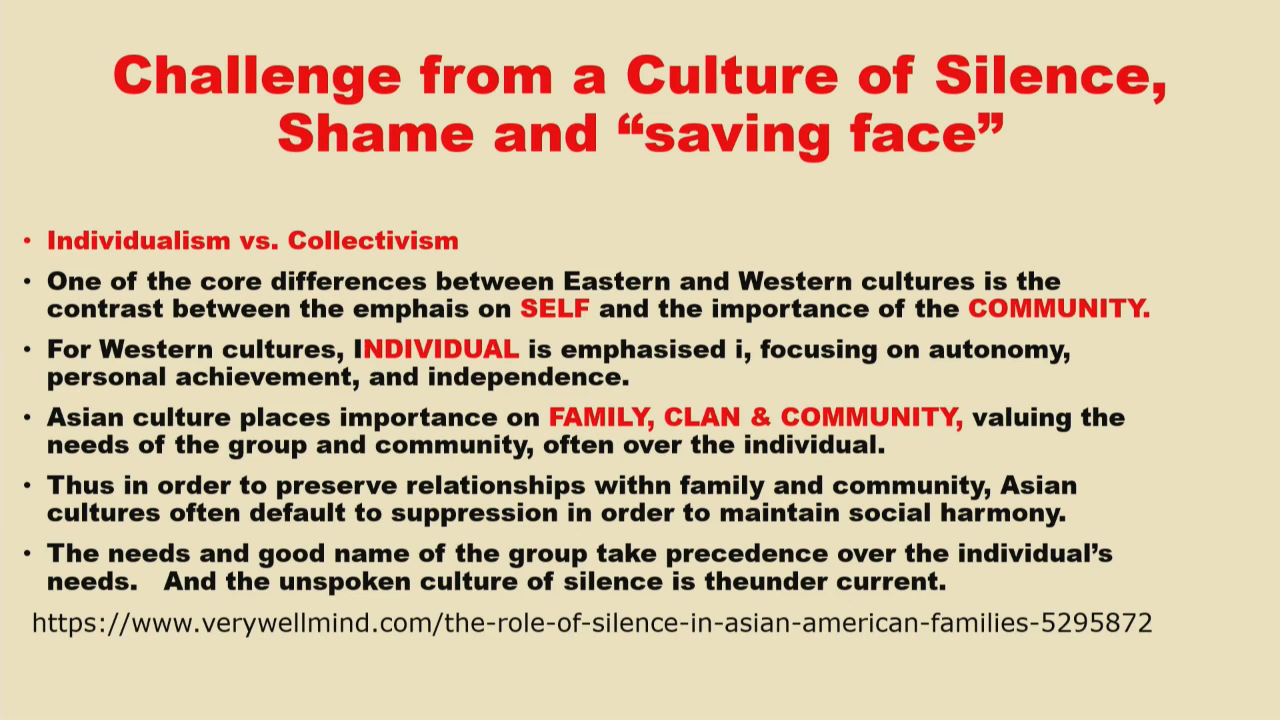 Challenge from a Culture of Silence,
Shame and “saving face”
• Individualism vs. Collectivism
• One of the core differences between Eastern and Western cultures is the
contrast between the emphais on SELF and the importance of the COMMUNITY.
• For Western cultures, INDIVIDUAL is emphasised i, focusing on autonomy,
personal achievement, and independence.
• Asian culture places importance on FAMILY, CLAN & COMMUNITY, valuing the
needs of the group and community, often over the individual.
• Thus in order to preserve relationships withn family and community, Asian
cultures often default to suppression in order to maintain social harmony.
• The needs and good name of the group take precedence over the individual’s
needs.   And the unspoken culture of silence is theunder current.
https://www.verywellmind.com/the-role-of-silence-in-asian-american-families-5295872